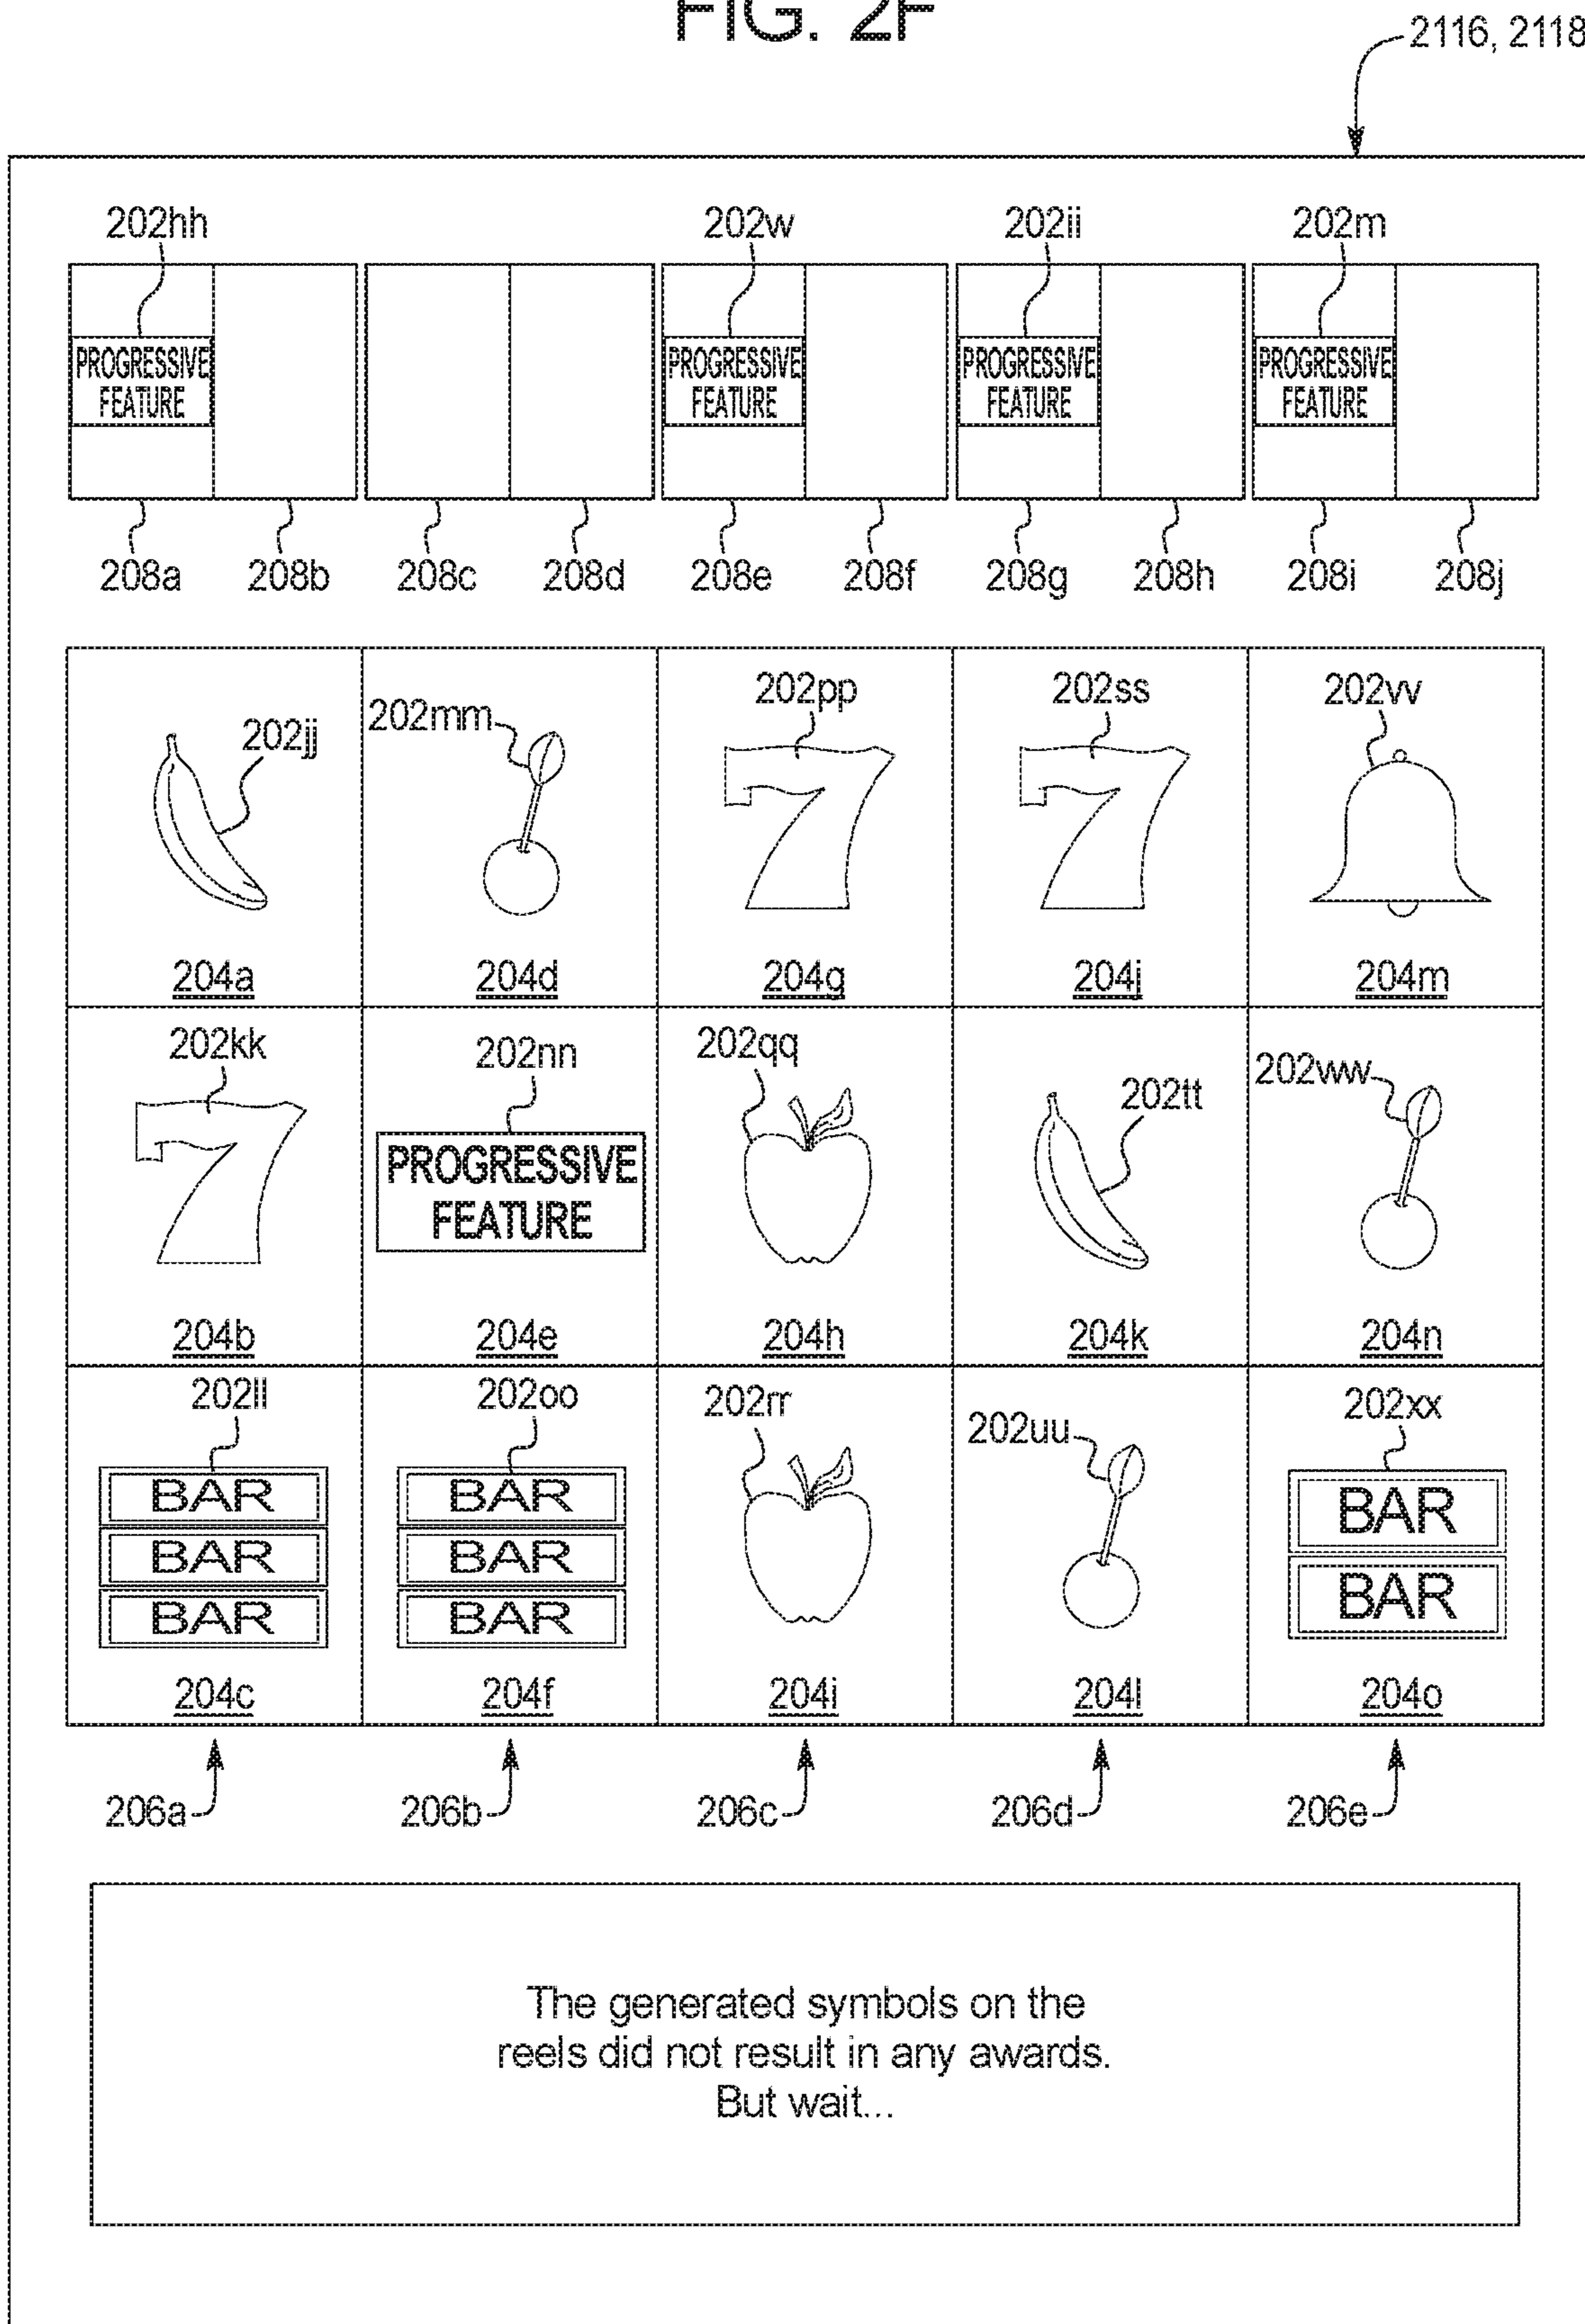 FIG. 2F
2116, 2118
202hh 202w 202ii 202m
PROGRESSIVE FEATURE PROGRESSIVE FEATURE PROGRESSIVE FEATURE PROGRESSIVE FEATURE
208a 208b 208c 208d 208e 208f 208g 208h 208i 208j
202jj 202mm 202pp 202ss 202vv
7 7
204a 204d 204g 204j 204m
202kk 202nn 202qq 202tt 202ww
7 PROGRESSIVE
FEATURE
204b 204e 204h 204k 204n
202ll 202oo 202rr 202uu 202xx
BAR BAR BAR
BAR BAR BAR
BAR BAR
204c 204f 204i 204l 204o
206a 206b 206c 206d 206e
The generated symbols on the
reels did not result in any awards.
But wait...